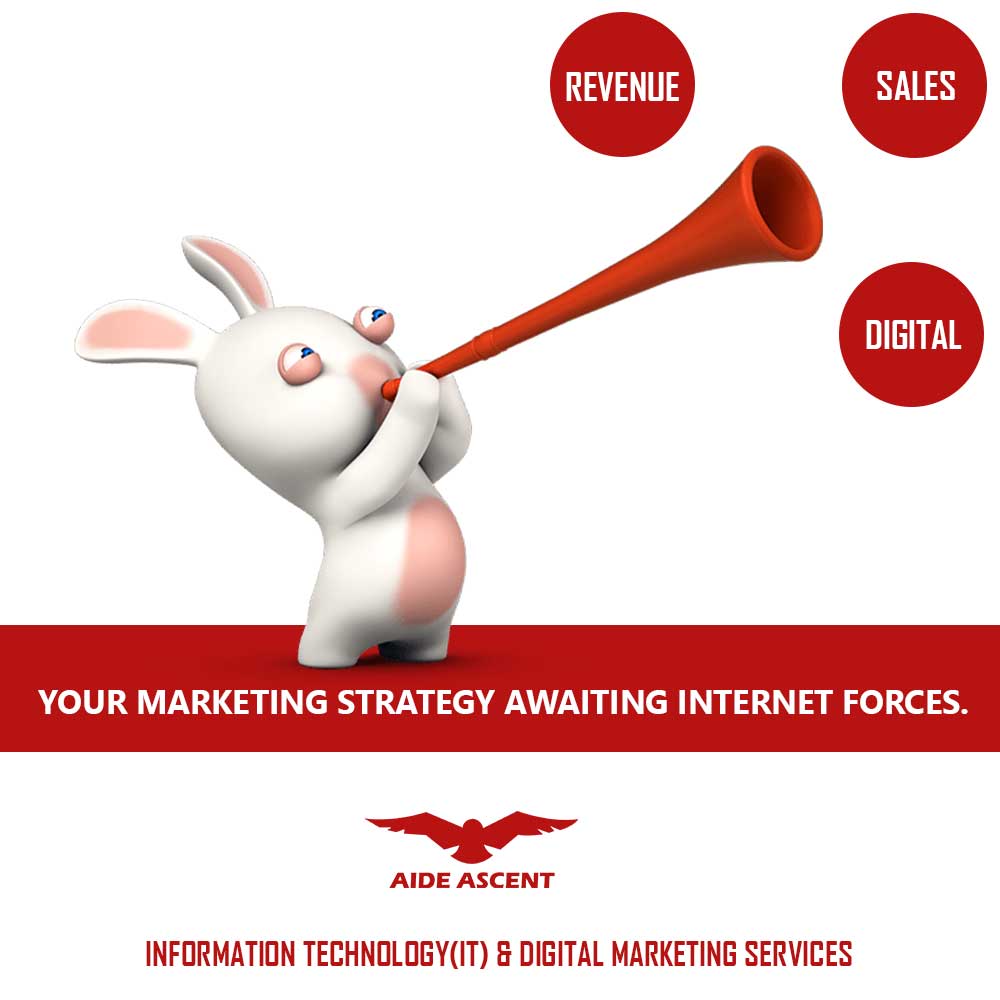 REVENUE
SALES
DIGITAL
YOUR MARKETING STRATEGY AWAITING INTERNET FORCES.
AIDE ASCENT
INFORMATION TECHNOLOGY(IT) & DIGITAL MARKETING SERVICES